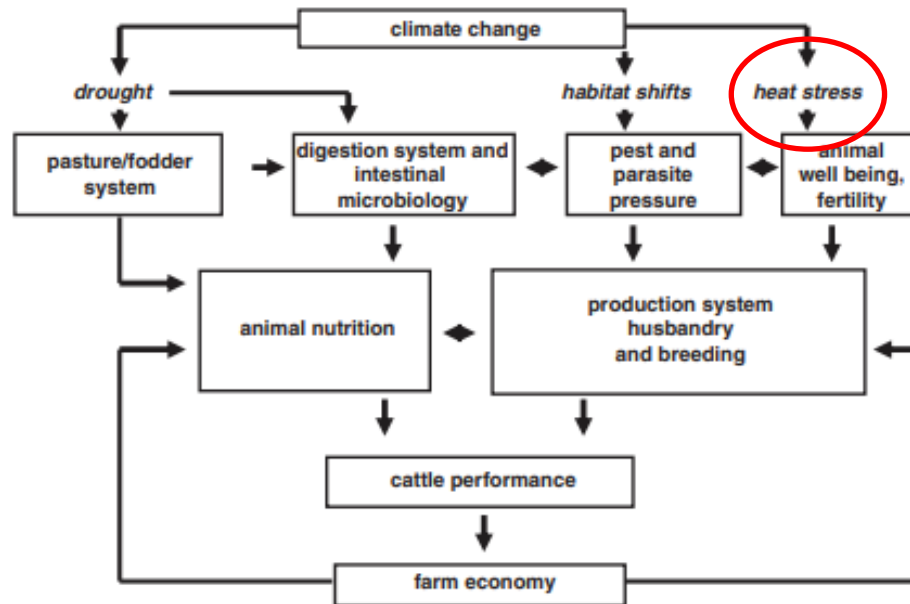 climate change
drought
habitat shifts
heat stress
pasture/fodder
system
digestion system and
intestinal
microbiology
pest and
parasite
pressure
animal
well being,
fertility
animal nutrition
production system
husbandry
and breeding
cattle performance
farm economy